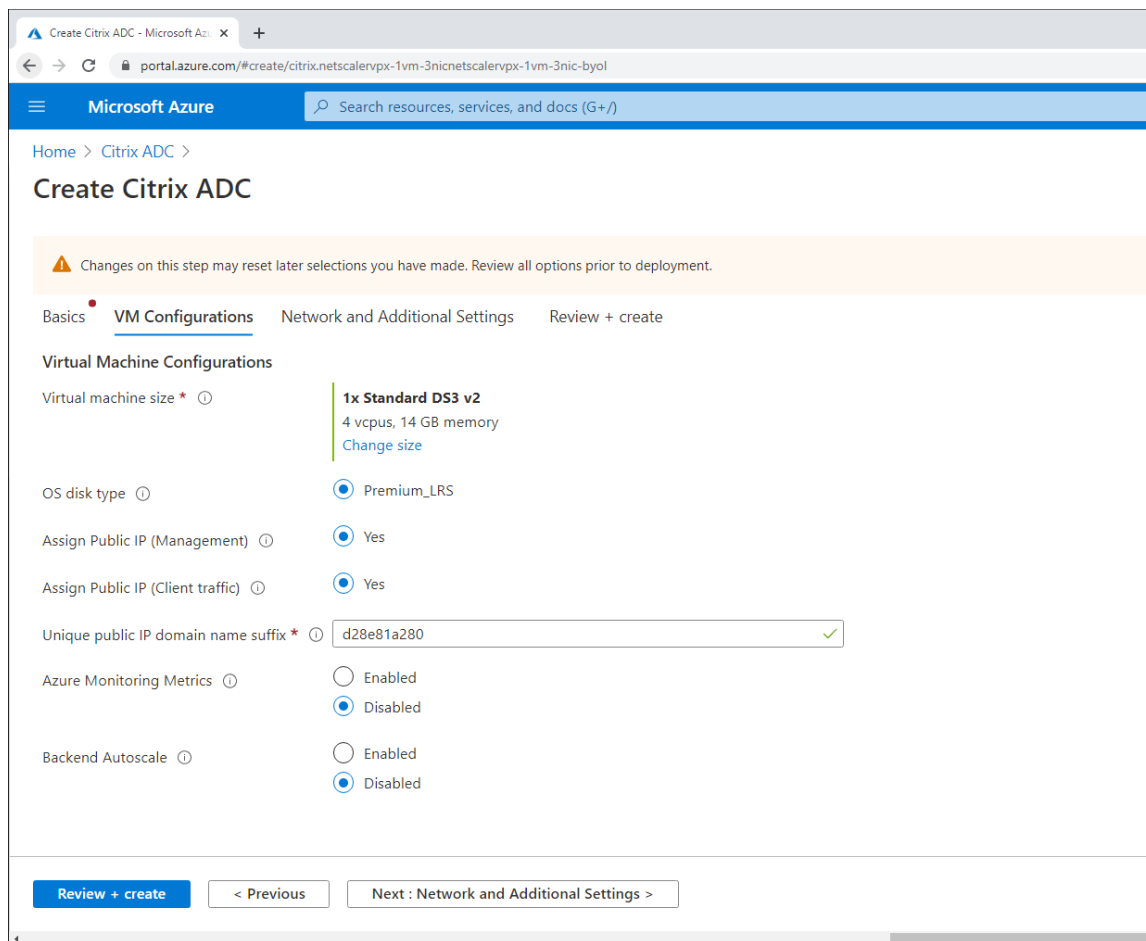 Create Citrix ADC - Microsoft Az
portal.azure.com/#create/citrix.netscalervpx-1vm-3nicnetscalervpx-1vm-3nic-byol
Microsoft Azure
Search resources, services, and docs (G+/)
Home > Citrix ADC >
Create Citrix ADC
Changes on this step may reset later selections you have made. Review all options prior to deployment.
Basics VM Configurations Network and Additional Settings Review + create
Virtual Machine Configurations
Virtual machine size *
1x Standard DS3 v2
4 vcpus, 14 GB memory
Change size
OS disk type
Premium_LRS
Assign Public IP (Management)
Yes
Assign Public IP (Client traffic)
Yes
Unique public IP domain name suffix *
d28e81a280
Azure Monitoring Metrics
Enabled
Disabled
Backend Autoscale
Enabled
Disabled
Review + create
< Previous
Next : Network and Additional Settings >